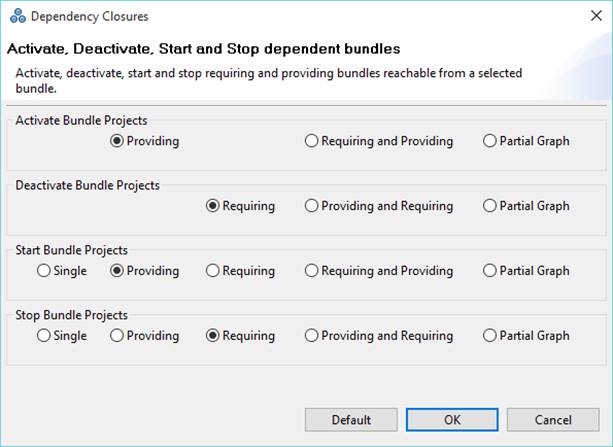 Dependency Closures
Activate, Deactivate, Start and Stop dependent bundles
Activate, deactivate, start and stop requiring and providing bundles reachable from a selected
bundle.
Activate Bundle Projects
Providing Requiring and Providing Partial Graph
Deactivate Bundle Projects
Requiring Providing and Requiring Partial Graph
Start Bundle Projects
Single Providing Requiring Requiring and Providing Partial Graph
Stop Bundle Projects
Single Providing Requiring Providing and Requiring Partial Graph
Default OK Cancel